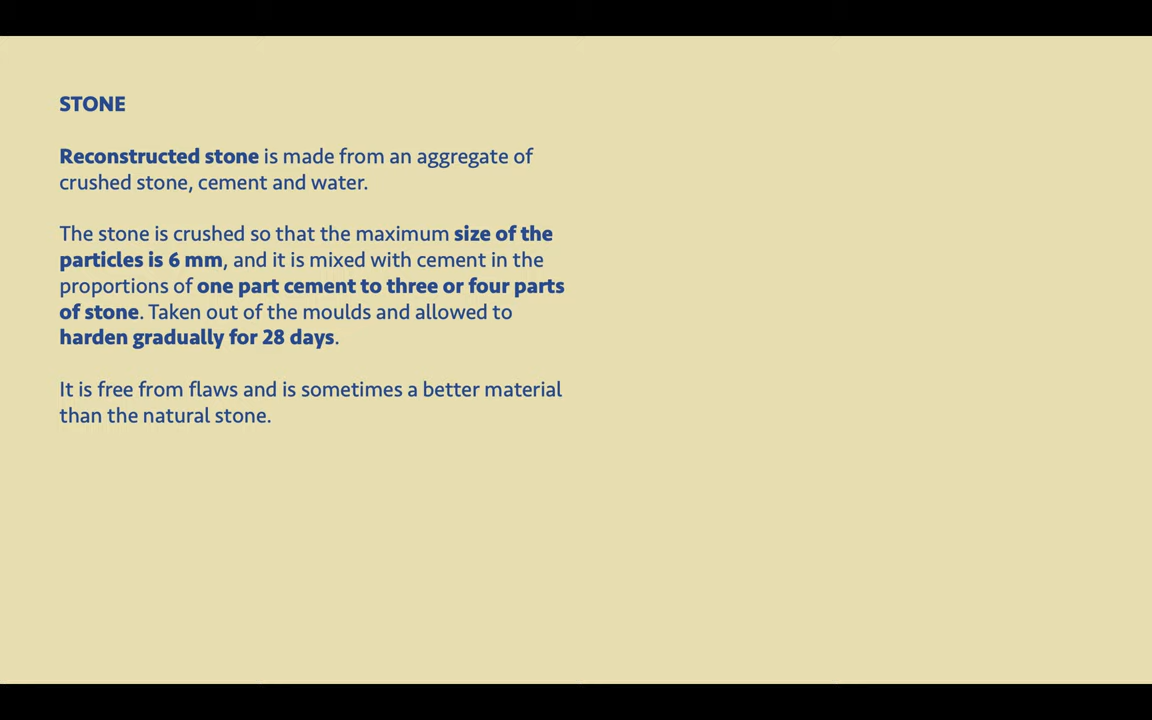 STONE
Reconstructed stone is made from an aggregate of
crushed stone, cement and water.
The stone is crushed so that the maximum size of the
particles is 6 mm, and it is mixed with cement in the
proportions of one part cement to three or four parts
of stone. Taken out of the moulds and allowed to
harden gradually for 28 days.
It is free from flaws and is sometimes a better material
than the natural stone.